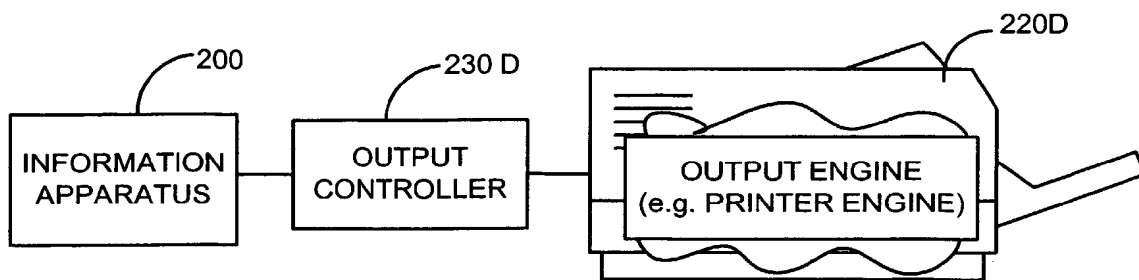 200
230 D
220D
INFORMATION
APPARATUS
OUTPUT
CONTROLLER
OUTPUT ENGINE
(e.g. PRINTER ENGINE)